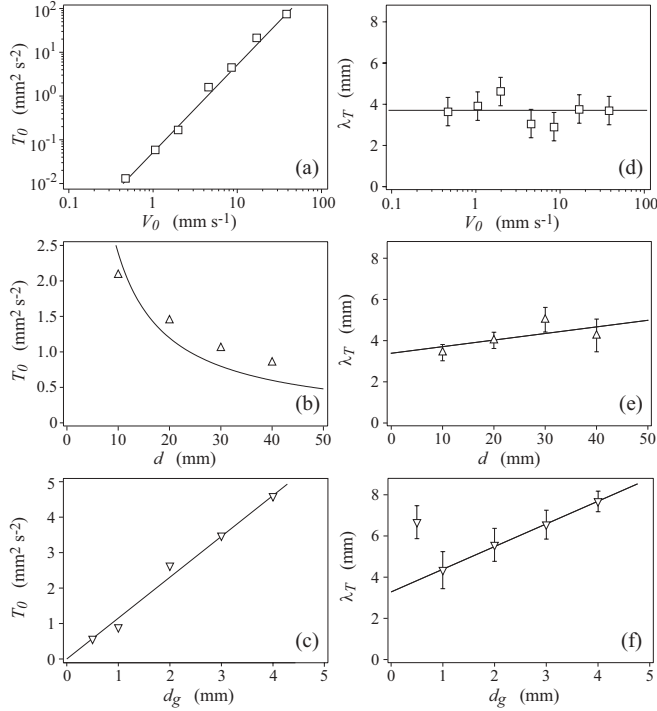 10² 10⁰ 10⁻¹ 10⁻²
T₀ (mm² s⁻²)
(a)
0.1 1 10 100
V₀ (mm s⁻¹)
8 6 4 2 0
λ_T (mm)
(d)
0.1 1 10 100
V₀ (mm s⁻¹)
2.5 2.0 1.5 1.0 0.5 0.0
T₀ (mm² s⁻²)
(b)
0 10 20 30 40 50
d (mm)
8 6 4 2 0
λ_T (mm)
(e)
0 10 20 30 40 50
d (mm)
5 4 3 2 1 0
T₀ (mm² s⁻²)
(c)
0 1 2 3 4 5
d_g (mm)
8 6 4 2 0
λ_T (mm)
(f)
0 1 2 3 4 5
d_g (mm)